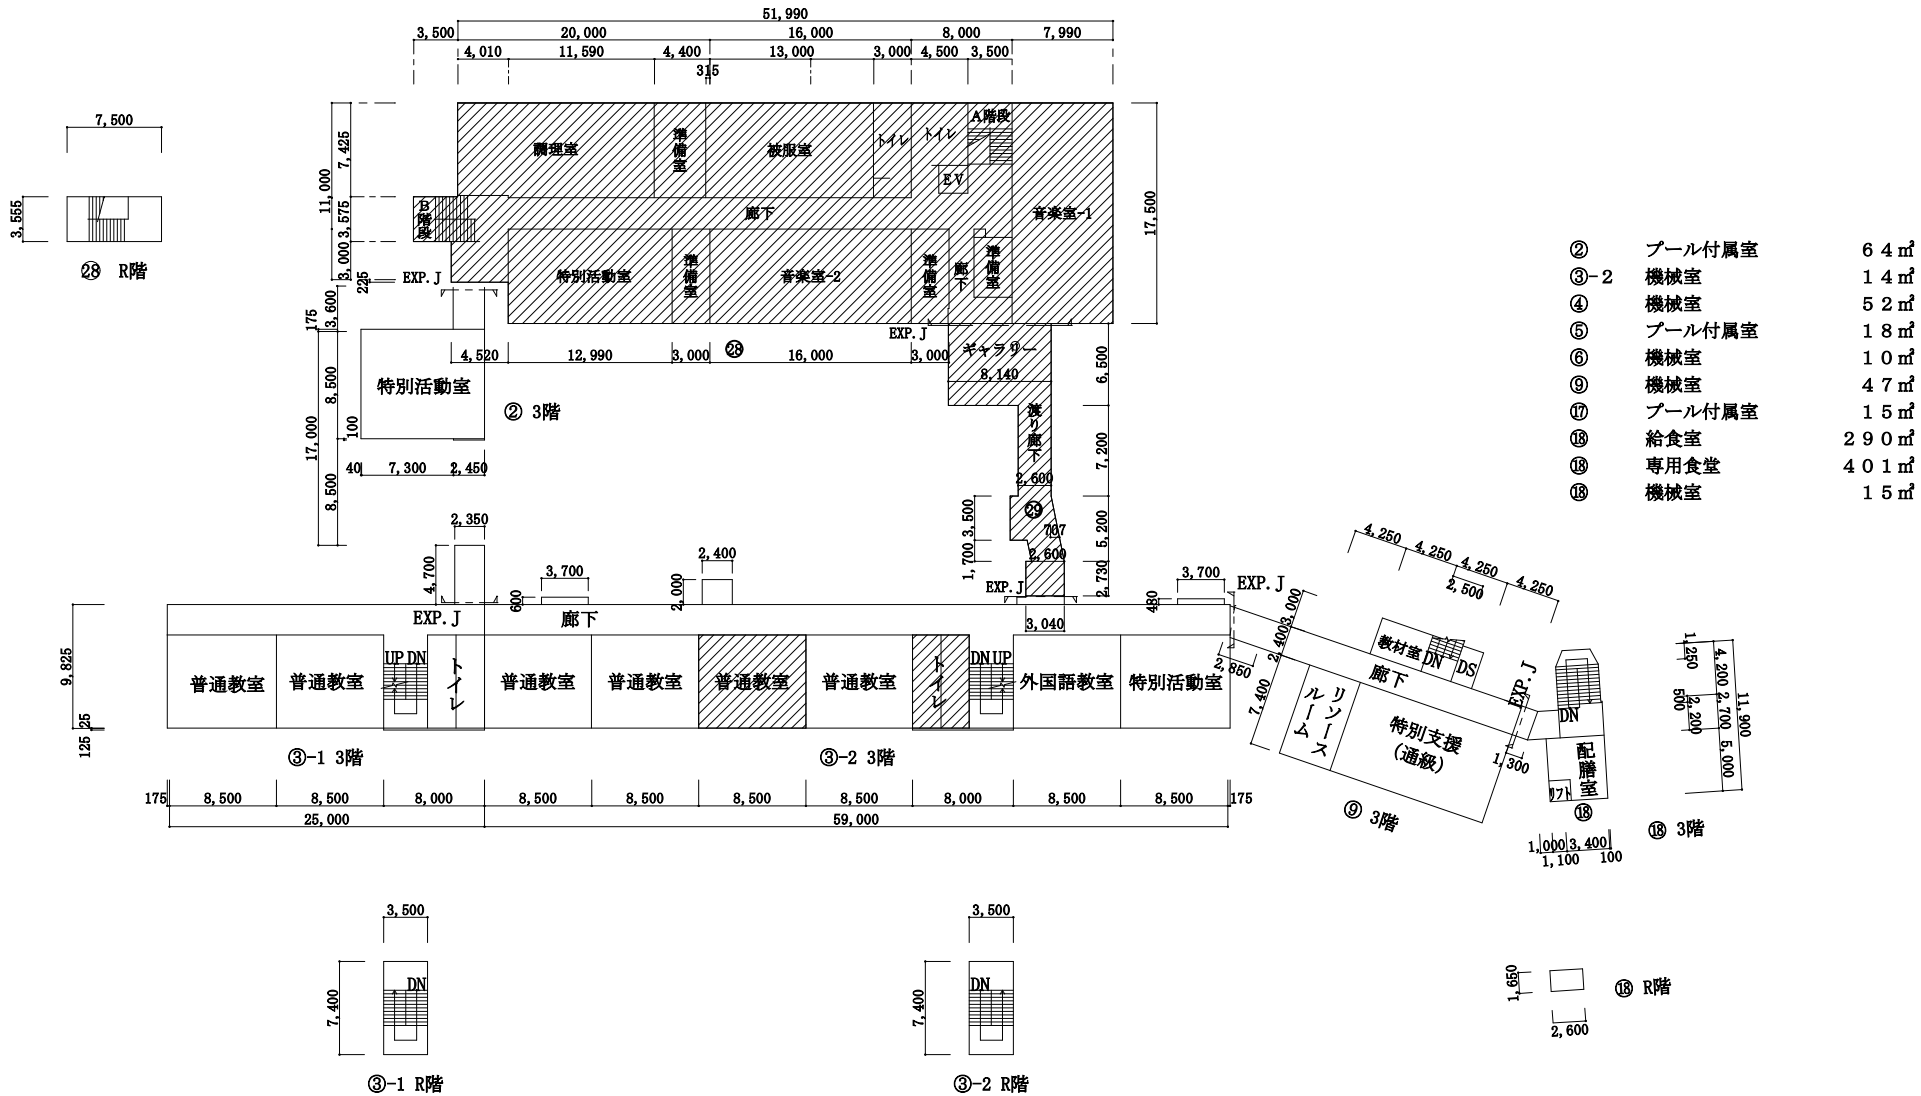 51,990
3,500 20,000 16,000 8,000 7,990
4,010 11,590 4,400 13,000 3,000 4,500 3,500
315
7,500
3,555
㉘ R階
11,000
7,425
3,575
3,000
225
調理室
準備室
被服室
トイレ
トイレ
A階段
EV
B階段
廊下
音楽室-1
17,500
特別活動室
準備室
音楽室-2
準備室
廊下
準備室
EXP.J
EXP.J
4,520 12,990 3,000 ㉘ 16,000 3,000
ギャラリー
8,140
6,500
3,600
175
17,000
8,500
100
8,500
特別活動室
② 3階
40 7,300 2,450
渡り廊下
2,600
7,200
㉙
3,500
707
1,700
2,600
5,200
2,730
EXP.J
3,040
② プール付属室 64㎡
③-2 機械室 14㎡
④ 機械室 52㎡
⑤ プール付属室 18㎡
⑥ 機械室 10㎡
⑨ 機械室 47㎡
⑰ プール付属室 15㎡
⑱ 給食室 290㎡
⑱ 専用食堂 401㎡
⑱ 機械室 15㎡
2,350
4,700
3,700
600
2,400
2,000
3,700
480
EXP.J
EXP.J
廊下
9,825
25
125
普通教室 普通教室 UP DN トイレ 普通教室 普通教室 普通教室 普通教室 トイレ DN UP 外国語教室 特別活動室
③-1 3階
③-2 3階
175 8,500 8,500 8,000 8,500 8,500 8,500 8,500 8,000 8,500 8,500 175
25,000 59,000
4,250 4,250 4,250 4,250
2,500
3,000
2,400
7,400
2,850
教材室
DN
DS
廊下
EXP.J
リソースルーム
特別支援
(通級)
1,300
⑨ 3階
DN
配膳室
リフト
⑱
1,250
500
2,200
4,200
2,700
5,000
11,900
1,000 3,400
1,100 100
⑱ 3階
3,500
7,400
DN
③-1 R階
3,500
7,400
DN
③-2 R階
1,650
2,600
⑱ R階